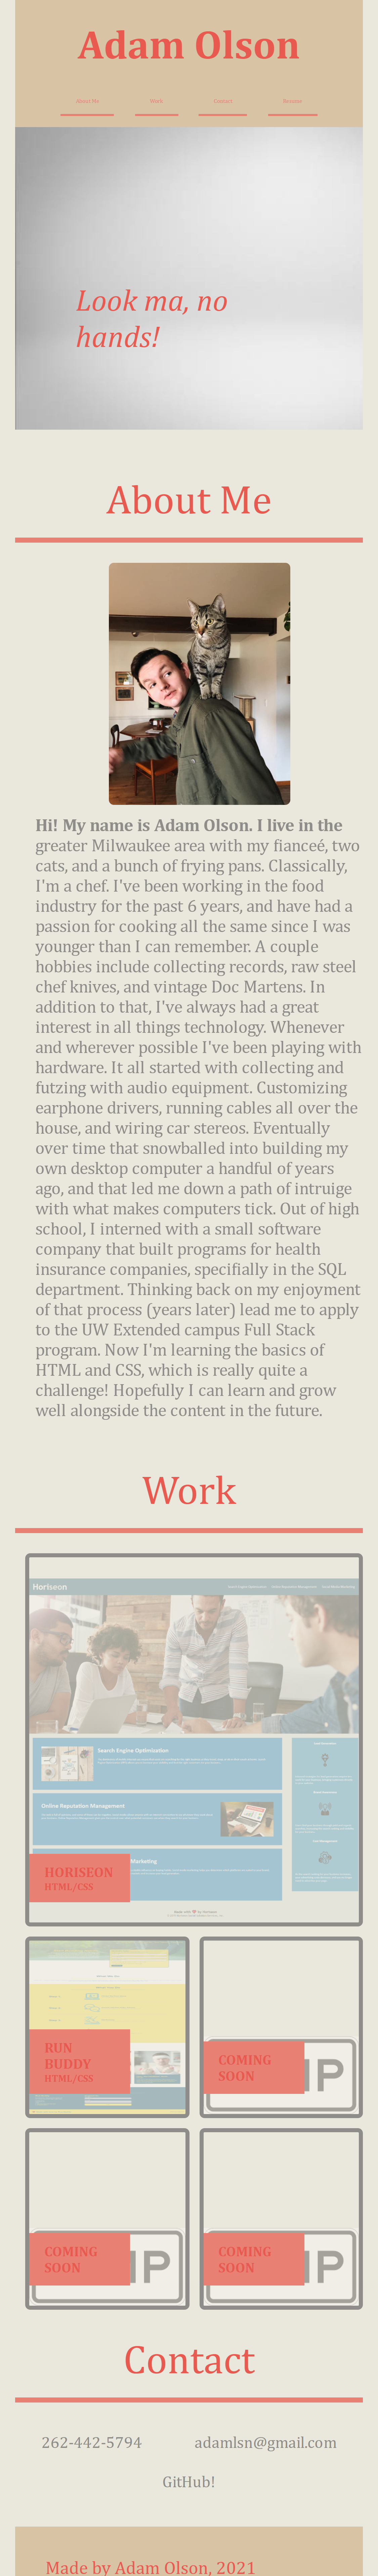 Adam Olson
About Me Work Contact Resume
Look ma, no
hands!
About Me
Hi! My name is Adam Olson. I live in the
greater Milwaukee area with my fianceé, two
cats, and a bunch of frying pans. Classically,
I'm a chef. I've been working in the food
industry for the past 6 years, and have had a
passion for cooking all the same since I was
younger than I can remember. A couple
hobbies include collecting records, raw steel
chef knives, and vintage Doc Martens. In
addition to that, I've always had a great
interest in all things technology. Whenever
and wherever possible I've been playing with
hardware. It all started with collecting and
futzing with audio equipment. Customizing
earphone drivers, running cables all over the
house, and wiring car stereos. Eventually
over time that snowballed into building my
own desktop computer a handful of years
ago, and that led me down a path of intruige
with what makes computers tick. Out of high
school, I interned with a small software
company that built programs for health
insurance companies, specifially in the SQL
department. Thinking back on my enjoyment
of that process (years later) lead me to apply
to the UW Extended campus Full Stack
program. Now I'm learning the basics of
HTML and CSS, which is really quite a
challenge! Hopefully I can learn and grow
well alongside the content in the future.
Work
Horiseon
Search Engine Optimization
Online Reputation Management
Marketing
HORISEON
HTML/CSS
RUN
BUDDY
HTML/CSS
COMING
SOON
IP
COMING
SOON
IP
COMING
SOON
IP
Contact
262-442-5794 adamlsn@gmail.com
GitHub!
Made by Adam Olson, 2021